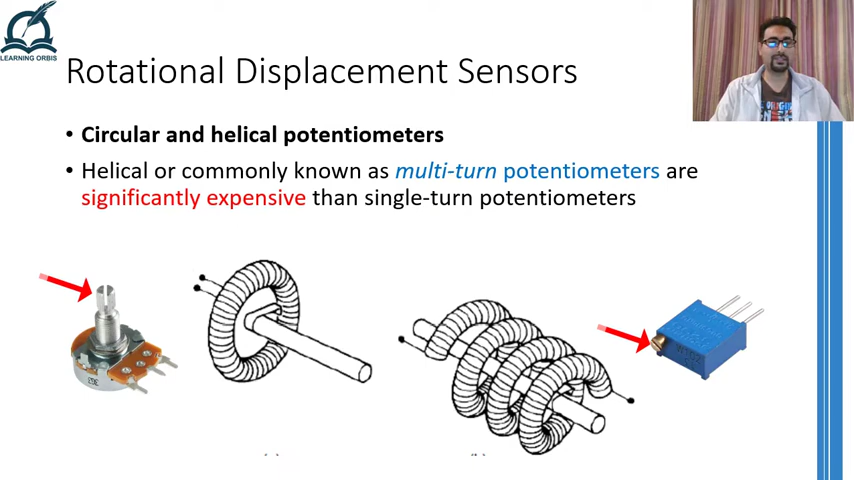 LEARNING ORBIS
Rotational Displacement Sensors
• Circular and helical potentiometers
• Helical or commonly known as multi-turn potentiometers are
significantly expensive than single-turn potentiometers